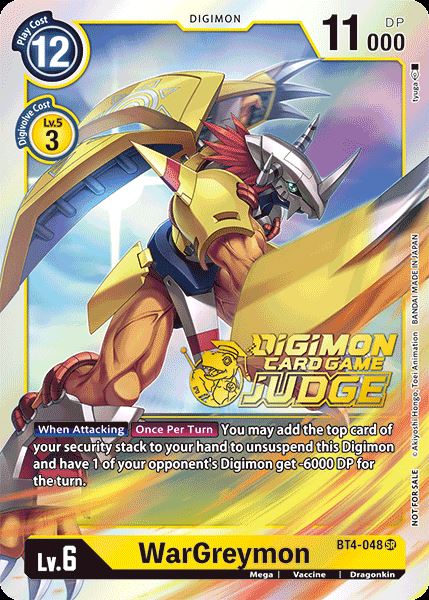 Play Cost
12
DIGIMON
11000
DP
Digivolve Cost
Lv.5
3
tyuga
©Akiyoshi Hongo, Toei Animation BANDAI MADE IN JAPAN
NOT FOR SALE
DIGIMON
CARD GAME
JUDGE
When Attacking Once Per Turn You may add the top card of
your security stack to your hand to unsuspend this Digimon
and have 1 of your opponent's Digimon get -6000 DP for
the turn.
BT4-048 SR
Lv.6
WarGreymon
Mega | Vaccine | Dragonkin